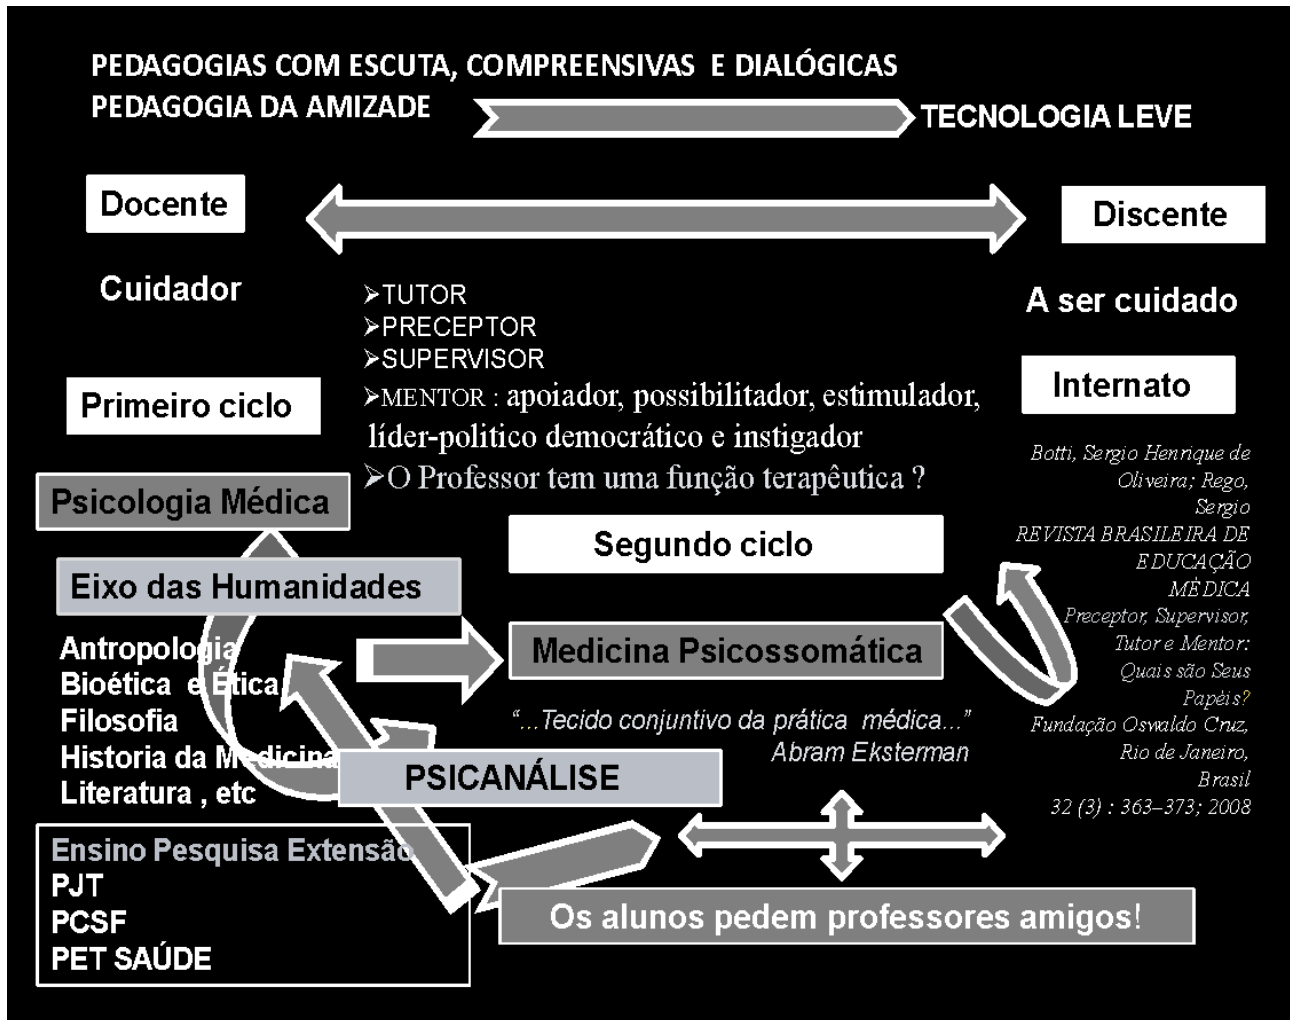 PEDAGOGIAS COM ESCUTA, COMPREENSIVAS E DIALÓGICAS
PEDAGOGIA DA AMIZADE
TECNOLOGIA LEVE
Docente
Discente
Cuidador
A ser cuidado
➢TUTOR
➢PRECEPTOR
➢SUPERVISOR
➢MENTOR : apoiador, possibilitador, estimulador,
líder-politico democrático e instigador
➢O Professor tem uma função terapêutica ?
Primeiro ciclo
Internato
Psicologia Médica
Segundo ciclo
Eixo das Humanidades
Antropologia
Bioética e Ética
Filosofia
Historia da Medicina
Literatura , etc
Medicina Psicossomática
“...Tecido conjuntivo da prática médica...”
Abram Eksterman
PSICANÁLISE
Botti, Sergio Henrique de
Oliveira; Rego,
Sergio
REVISTA BRASILEIRA DE
EDUCAÇÃO
MÉDICA
Preceptor, Supervisor,
Tutor e Mentor:
Quais são Seus
Papéis?
Fundação Oswaldo Cruz,
Rio de Janeiro,
Brasil
32 (3) : 363–373; 2008
Ensino Pesquisa Extensão
PJT
PCSF
PET SAÚDE
Os alunos pedem professores amigos!